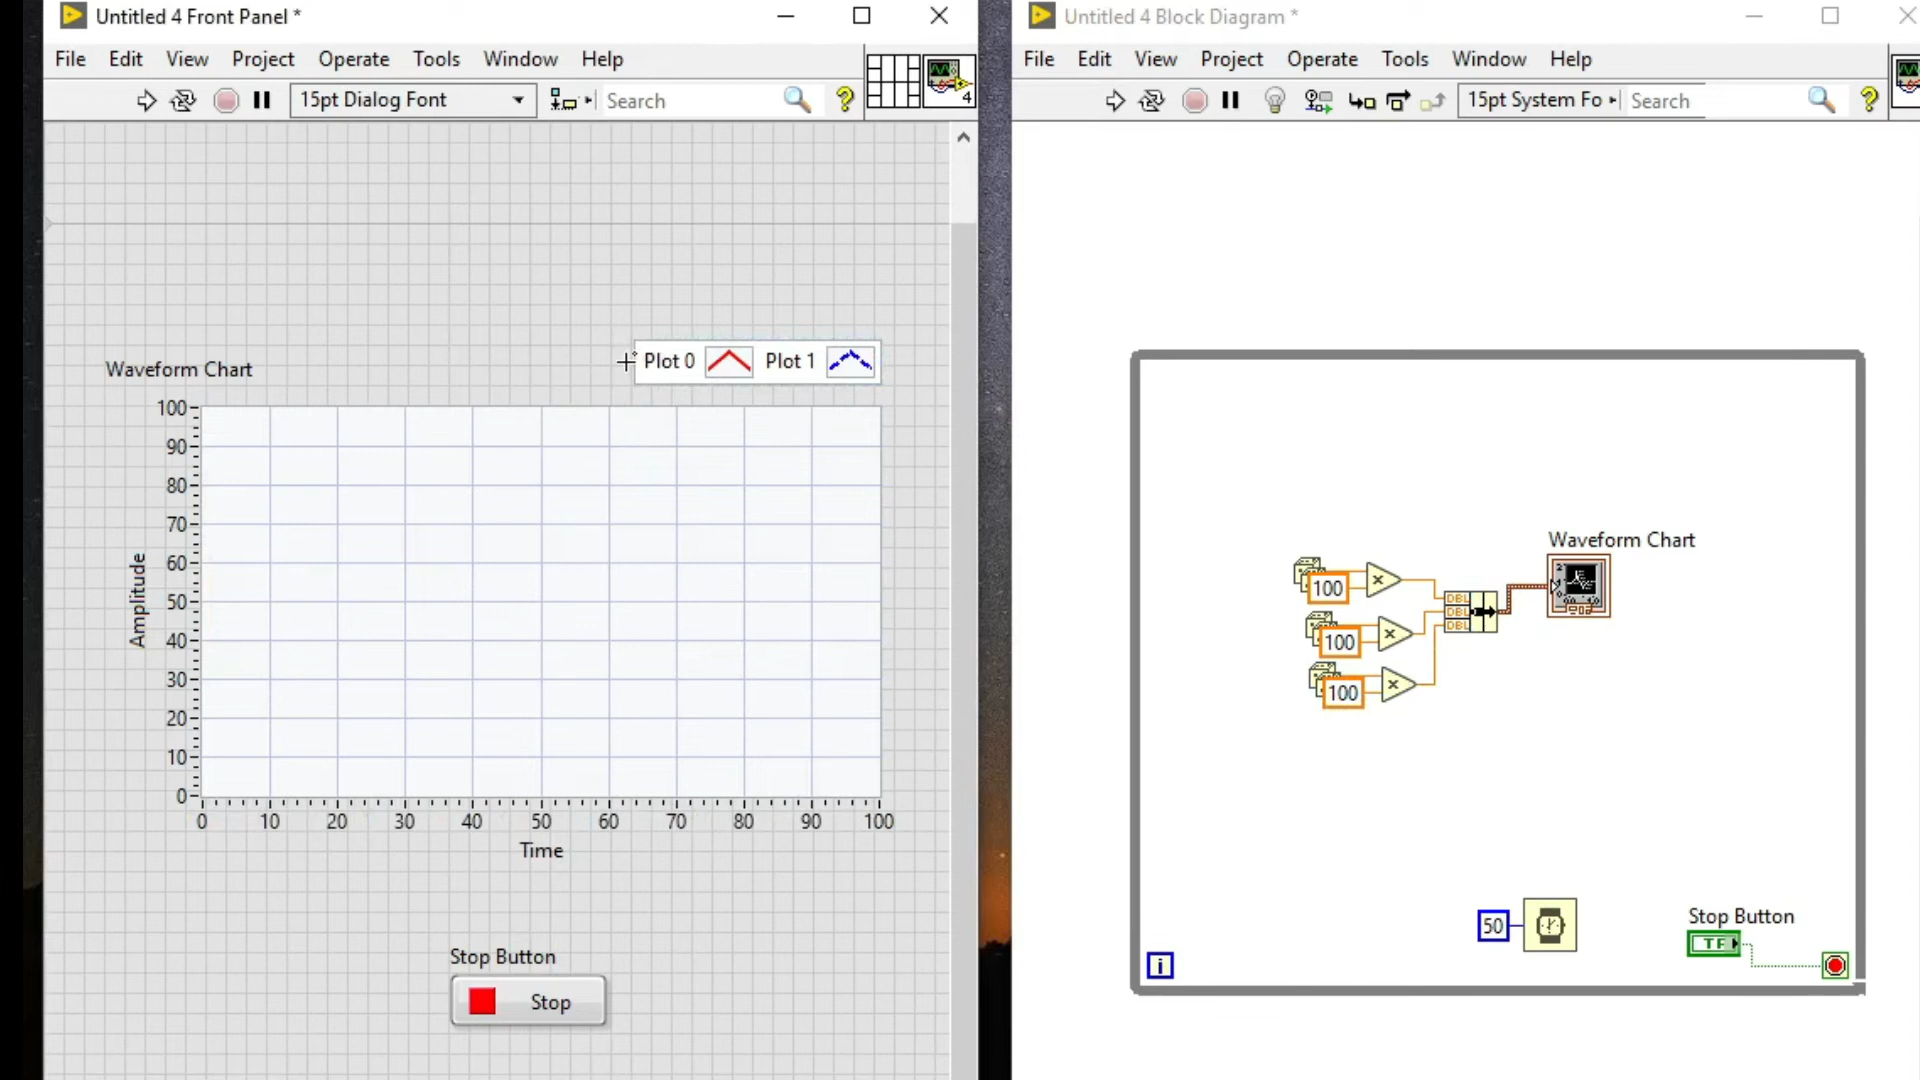 Untitled 4 Front Panel *
File Edit View Project Operate Tools Window Help
15pt Dialog Font
Search
?
4
Waveform Chart
Plot 0
Plot 1
100
90
80
70
60
50
40
30
20
10
0
Amplitude
0 10 20 30 40 50 60 70 80 90 100
Time
Stop Button
Stop
Untitled 4 Block Diagram *
File Edit View Project Operate Tools Window Help
15pt System Fo
Search
?
Waveform Chart
100
100
100
DBL
DBL
DBL
50
Stop Button
TF
i